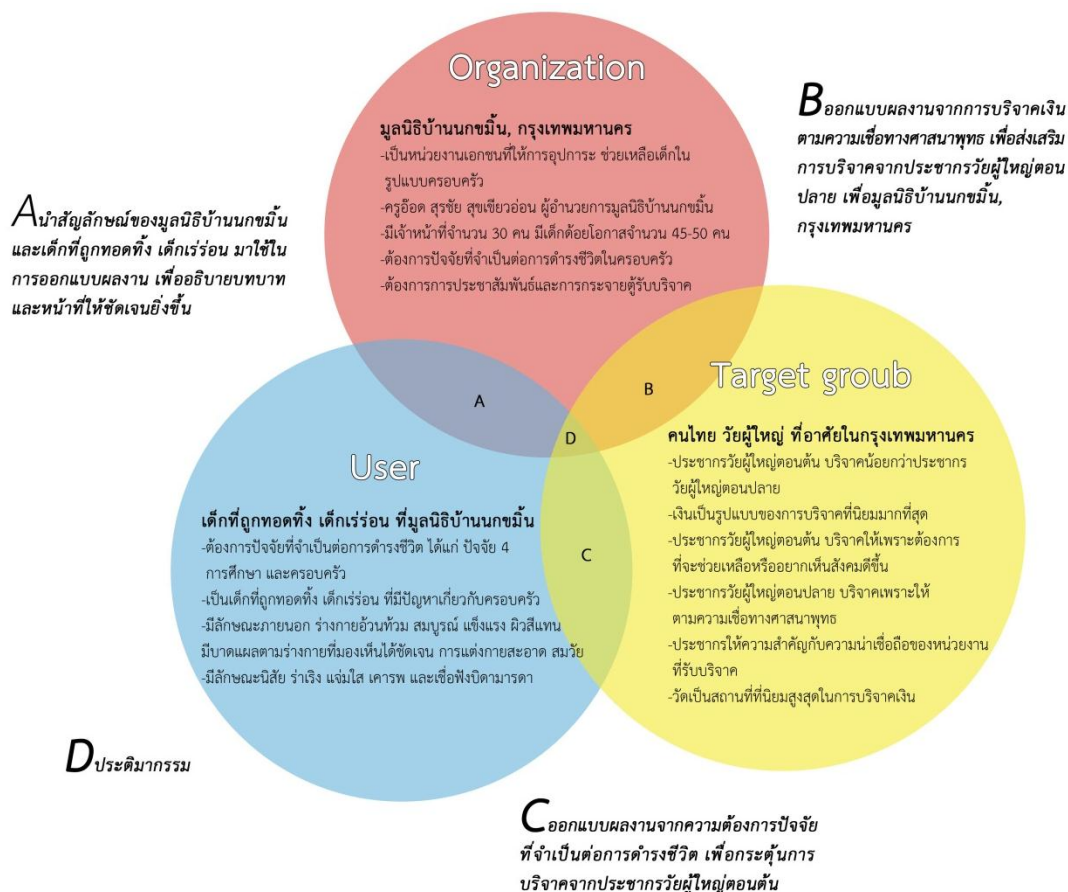 Organization
มูลนิธิบ้านนกขมิ้น, กรุงเทพมหานคร
-เป็นหน่วยงานเอกชนที่ให้การอุปการะ ช่วยเหลือเด็กใน
รูปแบบครอบครัว
-ครูอ๊อด สุรชัย สุขเขียวอ่อน ผู้อำนวยการมูลนิธิบ้านนกขมิ้น
-มีเจ้าหน้าที่จำนวน 30 คน มีเด็กด้อยโอกาสจำนวน 45-50 คน
-ต้องการปัจจัยที่จำเป็นต่อการดำรงชีวิตในครอบครัว
-ต้องการการประชาสัมพันธ์และการกระจายตู้รับบริจาค
Bออกแบบผลงานจากการบริจาคเงิน
ตามความเชื่อทางศาสนาพุทธ เพื่อส่งเสริม
การบริจาคจากประชากรวัยผู้ใหญ่ตอน
ปลาย เพื่อมูลนิธิบ้านนกขมิ้น,
กรุงเทพมหานคร
Aนำสัญลักษณ์ของมูลนิธิบ้านนกขมิ้น
และเด็กที่ถูกทอดทิ้ง เด็กเร่ร่อน มาใช้ใน
การออกแบบผลงาน เพื่ออธิบายบทบาท
และหน้าที่ให้ชัดเจนยิ่งขึ้น
A
B
D
C
User
เด็กที่ถูกทอดทิ้ง เด็กเร่ร่อน ที่มูลนิธิบ้านนกขมิ้น
-ต้องการปัจจัยที่จำเป็นต่อการดำรงชีวิต ได้แก่ ปัจจัย 4
การศึกษา และครอบครัว
-เป็นเด็กที่ถูกทอดทิ้ง เด็กเร่ร่อน ที่มีปัญหาเกี่ยวกับครอบครัว
-มีลักษณะภายนอก ร่างกายอ้วนท้วม สมบูรณ์ แข็งแรง ผิวสีแทน
มีบาดแผลตามร่างกายที่มองเห็นได้ชัดเจน การแต่งกายสะอาด สมวัย
-มีลักษณะนิสัย ร่าเริง แจ่มใส เคารพ และเชื่อฟังบิดามารดา
Target groub
คนไทย วัยผู้ใหญ่ ที่อาศัยในกรุงเทพมหานคร
-ประชากรวัยผู้ใหญ่ตอนต้น บริจาคน้อยกว่าประชากร
วัยผู้ใหญ่ตอนปลาย
-เงินเป็นรูปแบบของการบริจาคที่นิยมมากที่สุด
-ประชากรวัยผู้ใหญ่ตอนต้น บริจาคให้เพราะต้องการ
ที่จะช่วยเหลือหรืออยากเห็นสังคมดีขึ้น
-ประชากรวัยผู้ใหญ่ตอนปลาย บริจาคเพราะให้
ตามความเชื่อทางศาสนาพุทธ
-ประชากรให้ความสำคัญกับความน่าเชื่อถือของหน่วยงาน
ที่รับบริจาค
-วัดเป็นสถานที่ที่นิยมสูงสุดในการบริจาคเงิน
Dประติมากรรม
Cออกแบบผลงานจากความต้องการปัจจัย
ที่จำเป็นต่อการดำรงชีวิต เพื่อกระตุ้นการ
บริจาคจากประชากรวัยผู้ใหญ่ตอนต้น